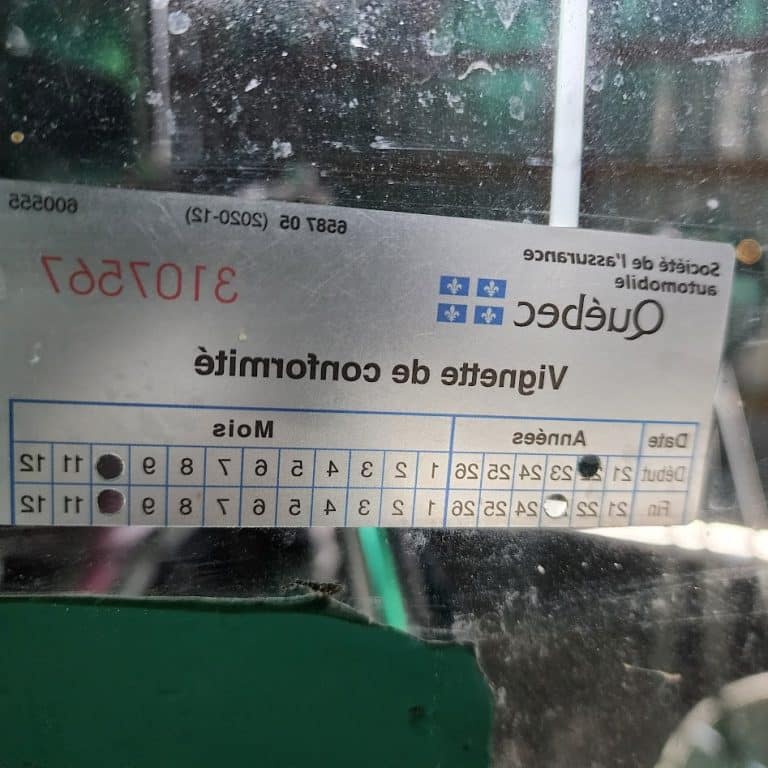 Société de l'assurance
automobile
Québec
6587 05 (2020-12)
600555
3107567
Vignette de conformité
Date Années Mois
Début 21 23 24 25 26 1 2 3 4 5 6 7 8 9 11 12
Fin 21 22 24 25 26 1 2 3 4 5 6 7 8 9 11 12